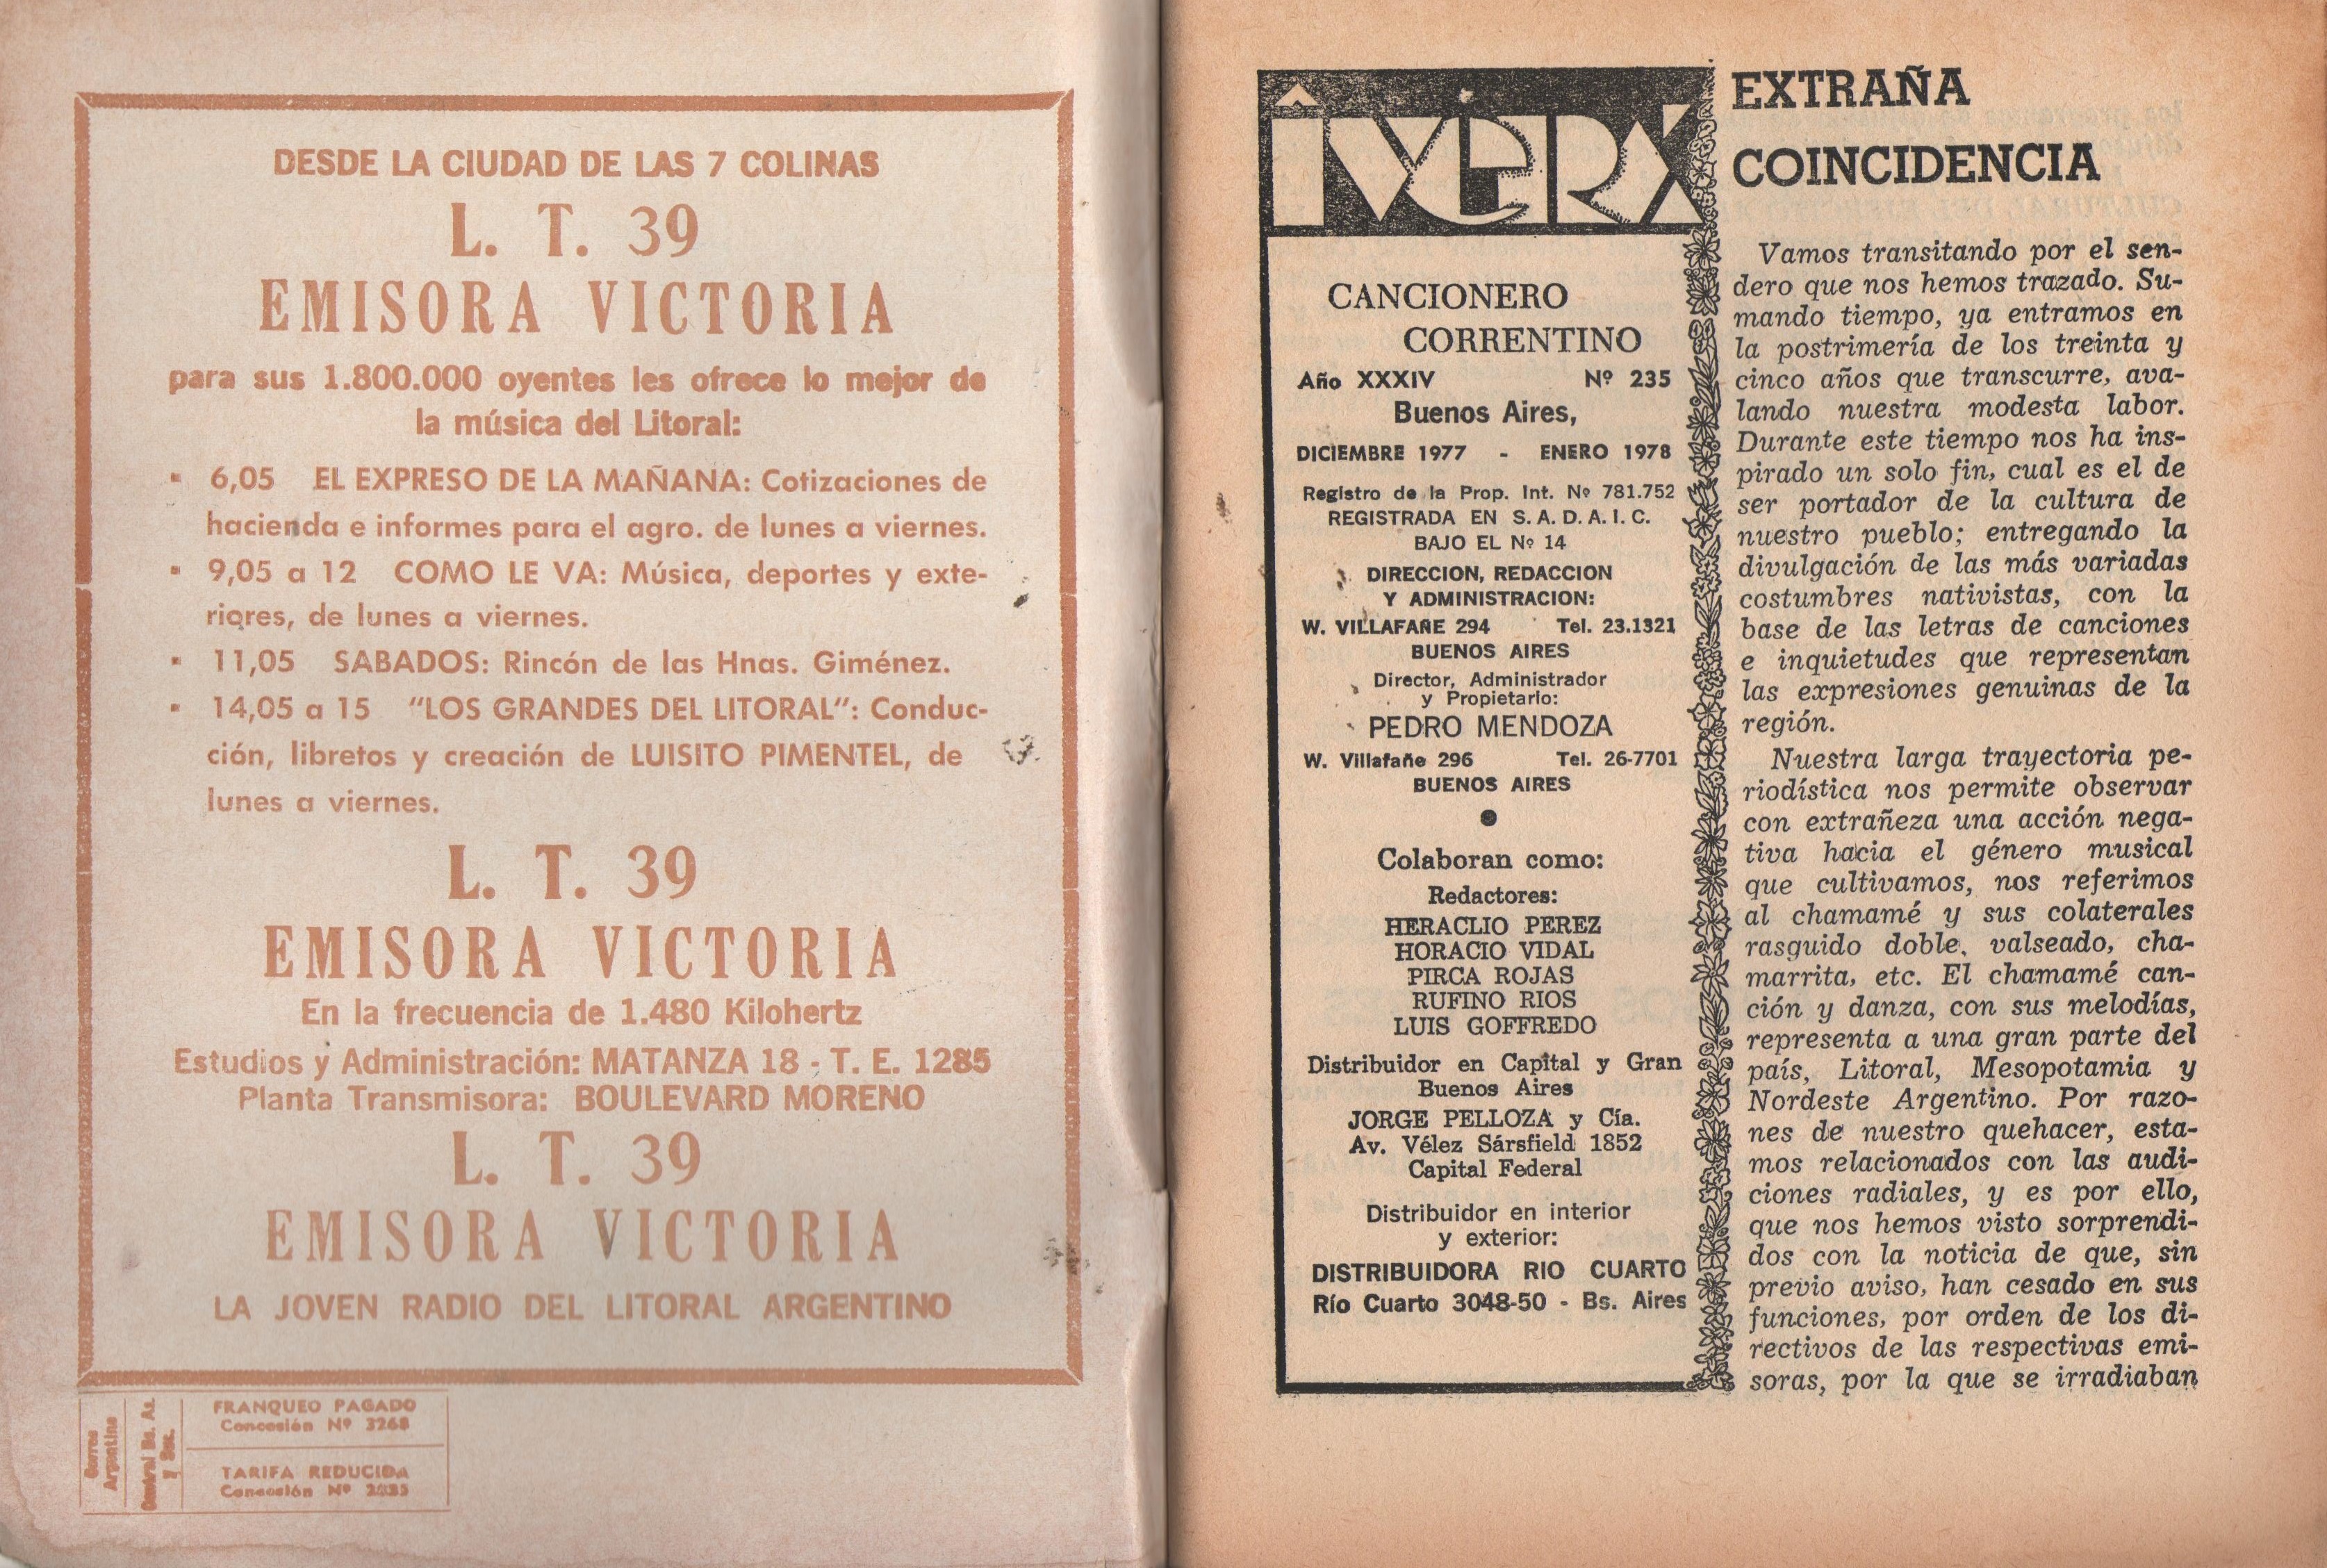 DESDE LA CIUDAD DE LAS 7 COLINAS
L. T. 39
EMISORA VICTORIA
para sus 1.800.000 oyentes les ofrece lo mejor de
la música del Litoral:
6,05 EL EXPRESO DE LA MAÑANA: Cotizaciones de
hacienda e informes para el agro. de lunes a viernes.
9,05 a 12 COMO LE VA: Música, deportes y exte-
riores, de lunes a viernes.
11,05 SABADOS: Rincón de las Hnas. Giménez.
14,05 a 15 "LOS GRANDES DEL LITORAL": Conduc-
ción, libretos y creación de LUISITO PIMENTEL, de
lunes a viernes.
L. T. 39
EMISORA VICTORIA
En la frecuencia de 1.480 Kilohertz
Estudios y Administración: MATANZA 18 - T. E. 1285
Planta Transmisora: BOULEVARD MORENO
L. T. 39
EMISORA VICTORIA
LA JOVEN RADIO DEL LITORAL ARGENTINO
Correo
Argentino
Central Bs. As.
y Suc.
FRANQUEO PAGADO
Concesión Nº 3268
TARIFA REDUCIDA
Concesión Nº
îVERÁ
CANCIONERO
CORRENTINO
Año XXXIV Nº 235
Buenos Aires,
DICIEMBRE 1977 - ENERO 1978
Registro de la Prop. Int. Nº 781.752
REGISTRADA EN S. A. D. A. I. C.
BAJO EL Nº 14
DIRECCION, REDACCION
Y ADMINISTRACION:
W. VILLAFAÑE 294 Tel. 23.1321
BUENOS AIRES
Director, Administrador
y Propietario:
PEDRO MENDOZA
W. Villafañe 296 Tel. 26-7701
BUENOS AIRES
Colaboran como:
Redactores:
HERACLIO PEREZ
HORACIO VIDAL
PIRCA ROJAS
RUFINO RIOS
LUIS GOFFREDO
Distribuidor en Capital y Gran
Buenos Aires
JORGE PELLOZA y Cía.
Av. Vélez Sársfield 1852
Capital Federal
Distribuidor en interior
y exterior:
DISTRIBUIDORA RIO CUARTO
Río Cuarto 3048-50 - Bs. Aires
EXTRAÑA
COINCIDENCIA
Vamos transitando por el sen-
dero que nos hemos trazado. Su-
mando tiempo, ya entramos en
la postrimería de los treinta y
cinco años que transcurre, ava-
lando nuestra modesta labor.
Durante este tiempo nos ha ins-
pirado un solo fin, cual es el de
ser portador de la cultura de
nuestro pueblo; entregando la
divulgación de las más variadas
costumbres nativistas, con la
base de las letras de canciones
e inquietudes que representan
las expresiones genuinas de la
región.
Nuestra larga trayectoria pe-
riodística nos permite observar
con extrañeza una acción nega-
tiva hacia el género musical
que cultivamos, nos referimos
al chamamé y sus colaterales
rasguido doble, valseado, cha-
marrita, etc. El chamamé can-
ción y danza, con sus melodías,
representa a una gran parte del
país, Litoral, Mesopotamia y
Nordeste Argentino. Por razo-
nes de nuestro quehacer, esta-
mos relacionados con las audi-
ciones radiales, y es por ello,
que nos hemos visto sorprendi-
dos con la noticia de que, sin
previo aviso, han cesado en sus
funciones, por orden de los di-
rectivos de las respectivas emi-
soras, por la que se irradiaban